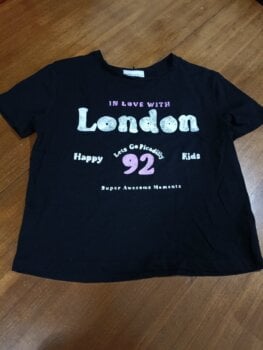 IN LOVE WITH
London
Happy Lets Go Picadilly Kids
92
Super Awesome Moments